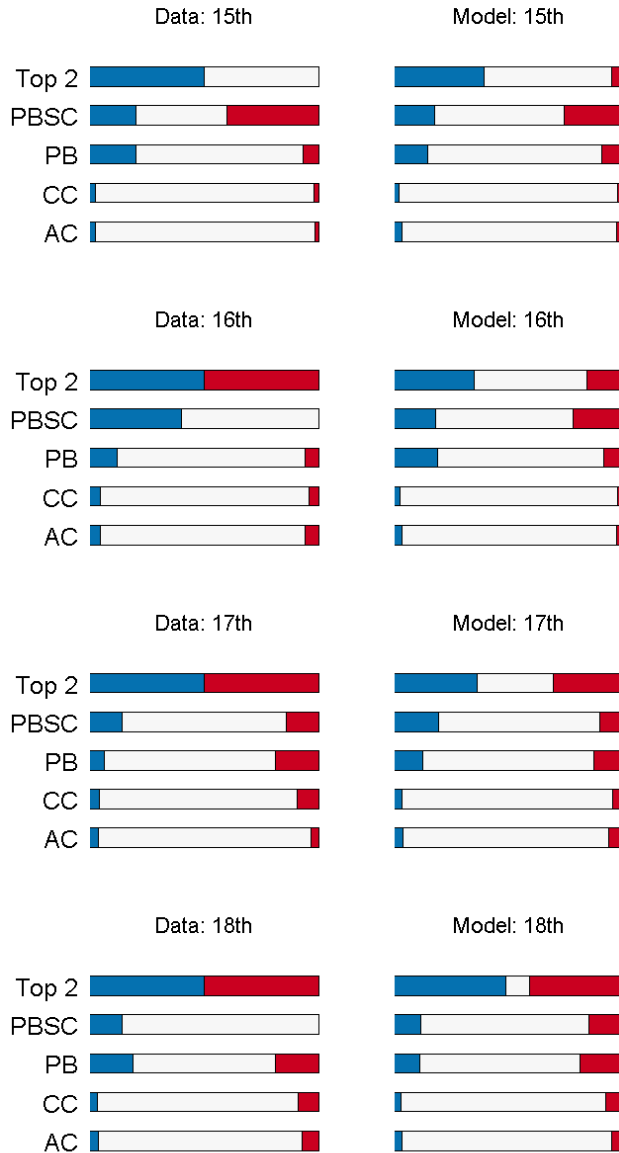 Data: 15th Model: 15th
Top 2
PBSC
PB
CC
AC
Data: 16th Model: 16th
Top 2
PBSC
PB
CC
AC
Data: 17th Model: 17th
Top 2
PBSC
PB
CC
AC
Data: 18th Model: 18th
Top 2
PBSC
PB
CC
AC